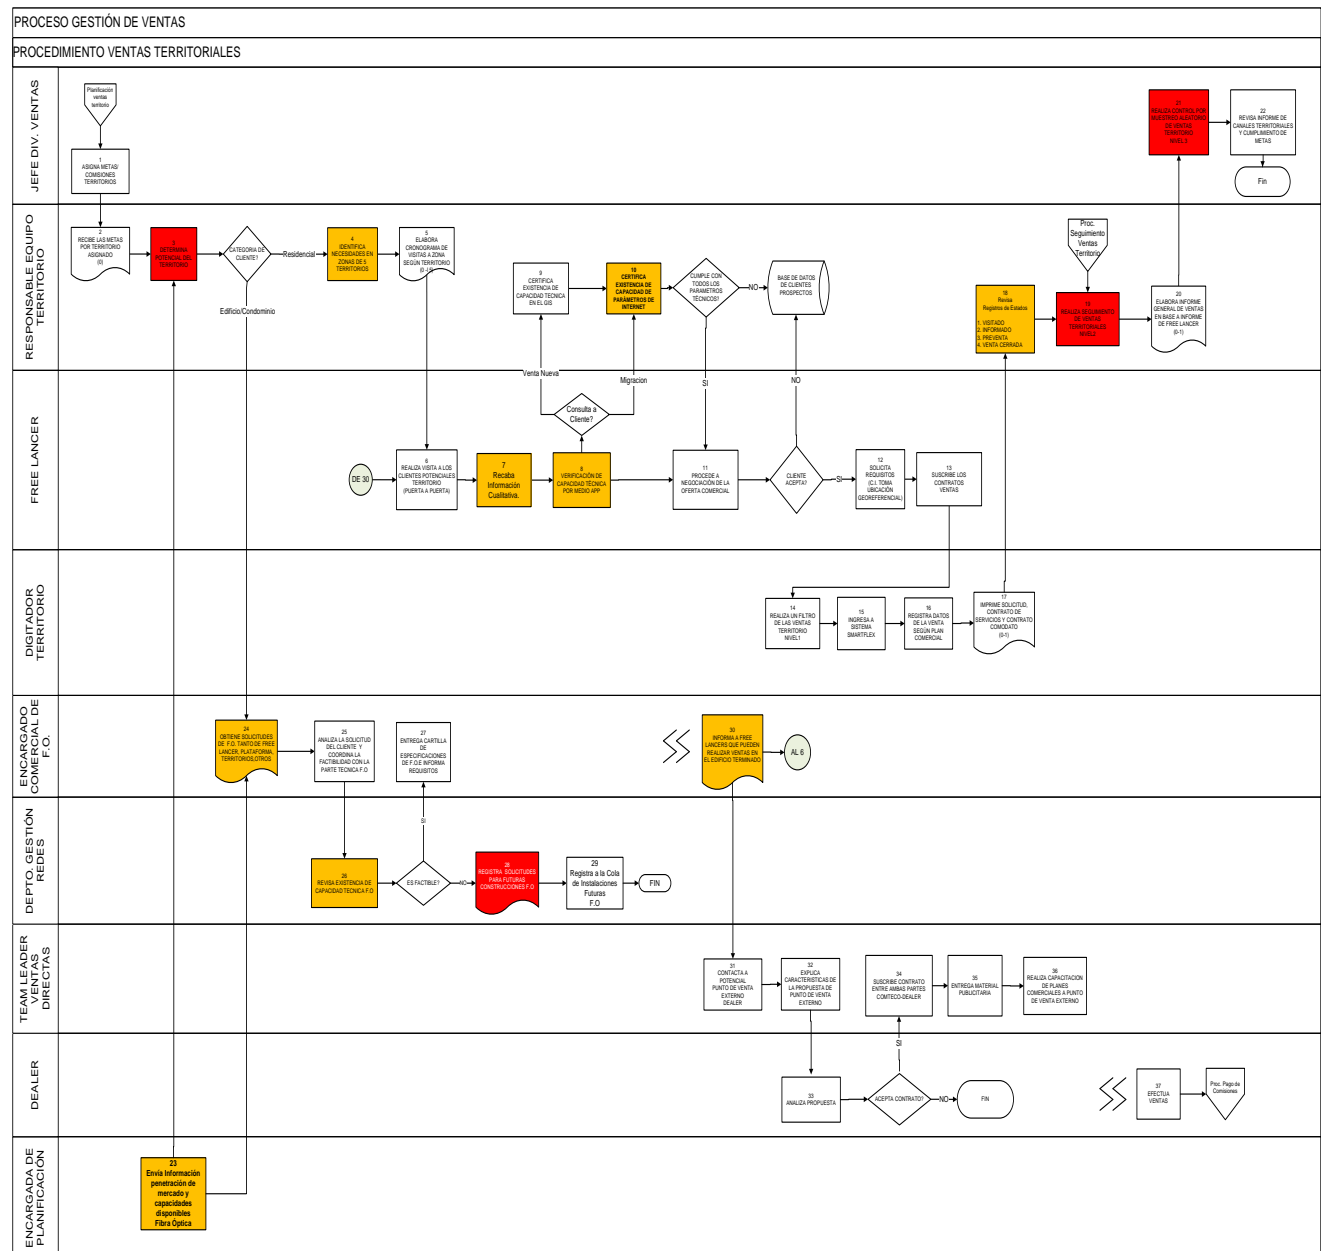 PROCESO GESTIÓN DE VENTAS
PROCEDIMIENTO VENTAS TERRITORIALES
JEFE DIV. VENTAS
Planificación
ventas
territorio
1
ASIGNA METAS/
COMISIONES
TERRITORIOS
21
REALIZA CONTROL POR
MUESTREO ALEATORIO
DE VENTAS
TERRITORIO
NIVEL 3
22
REVISA INFORME DE
CANALES TERRITORIALES
Y CUMPLIMIENTO DE
METAS
Fin
RESPONSABLE EQUIPO
TERRITORIO
2
RECIBE LAS METAS
POR TERRITORIO
ASIGNADO
(0)
3
DETERMINA
POTENCIAL DEL
TERRITORIO
CATEGORIA DE
CLIENTE?
Residencial
Edificio/Condominio
4
IDENTIFICA
NECESIDADES EN
ZONAS DE 5
TERRITORIOS
5
ELABORA
CRONOGRAMA DE
VISITAS A ZONA
SEGÚN TERRITORIO
9
CERTIFICA
EXISTENCIA DE
CAPACIDAD TECNICA
EN EL GIS
10
CERTIFICA
EXISTENCIA DE
CAPACIDAD DE
PARÁMETROS DE
INTERNET
CUMPLE CON
TODOS LOS
PARAMETROS
TÉCNICOS?
NO
SI
BASE DE DATOS
DE CLIENTES
PROSPECTOS
18
Revisa
Registros de Estados
1. VISITADO
2. INFORMADO
3. PREVENTA
4. VENTA CERRADA
Proc.
Seguimiento
Ventas
Territorio
19
REALIZA SEGUIMIENTO
DE VENTAS
TERRITORIALES
NIVEL 2
20
ELABORA INFORME
GENERAL DE VENTAS
EN BASE A INFORME
DE FREE LANCER
(0-1)
FREE LANCER
Venta Nueva
Migracion
Consulta a
Cliente?
DE 30
6
REALIZA VISITA A LOS
CLIENTES POTENCIALES
TERRITORIO
(PUERTA A PUERTA)
7
Recaba
Información
Cualitativa.
8
VERIFICACIÓN DE
CAPACIDAD TÉCNICA
POR MEDIO APP
11
PROCEDE A
NEGOCIACIÓN DE LA
OFERTA COMERCIAL
NO
CLIENTE
ACEPTA?
SI
12
SOLICITA
REQUISITOS
(C.I. TOMA
UBICACIÓN
GEOREFERENCIAL)
13
SUSCRIBE LOS
CONTRATOS
VENTAS
DIGITADOR
TERRITORIO
14
REALIZA UN FILTRO
DE LAS VENTAS
TERRITORIO
NIVEL1
15
INGRESA A
SISTEMA
SMARTFLEX
16
REGISTRA DATOS
DE LA VENTA
SEGÚN PLAN
COMERCIAL
17
IMPRIME SOLICITUD,
CONTRATO DE
SERVICIOS Y CONTRATO
COMODATO
(0-1)
ENCARGADO
COMERCIAL DE
F.O.
24
OBTIENE SOLICITUDES
DE F.O. TANTO DE FREE
LANCER, PLATAFORMA,
TERRITORIOS,OTROS
25
ANALIZA LA SOLICITUD
DEL CLIENTE Y
COORDINA LA
FACTIBILIDAD CON LA
PARTE TECNICA F.O
27
ENTREGA CARTILLA
DE
ESPECIFICACIONES
DE F.O.E INFORMA
REQUISITOS
30
INFORMA A FREE
LANCERS QUE PUEDEN
REALIZAR VENTAS EN
EL EDIFICIO TERMINADO
AL 6
DEPTO. GESTIÓN
REDES
26
REVISA EXISTENCIA DE
CAPACIDAD TECNICA F.O
SI
ES FACTIBLE?
NO
28
REGISTRA SOLICITUDES
PARA FUTURAS
CONSTRUCCIONES F.O
29
Registra a la Cola
de Instalaciones
Futuras
F.O
FIN
TEAM LEADER
VENTAS
DIRECTAS
31
CONTACTA A
POTENCIAL
PUNTO DE VENTA
EXTERNO
DEALER
32
EXPLICA
CARACTERISTICAS DE
LA PROPUESTA DE
PUNTO DE VENTA
EXTERNO
34
SUSCRIBE CONTRATO
ENTRE AMBAS PARTES
COMTECO-DEALER
35
ENTREGA MATERIAL
PUBLICITARIA
36
REALIZA CAPACITACION
DE PLANES
COMERCIALES A PUNTO
DE VENTA EXTERNO
DEALER
33
ANALIZA PROPUESTA
SI
ACEPTA CONTRATO?
NO
FIN
37
EFECTUA
VENTAS
Proc. Pago de
Comisiones
ENCARGADA DE
PLANIFICACIÓN
23
Envía Información
penetración de
mercado y
capacidades
disponibles
Fibra Óptica